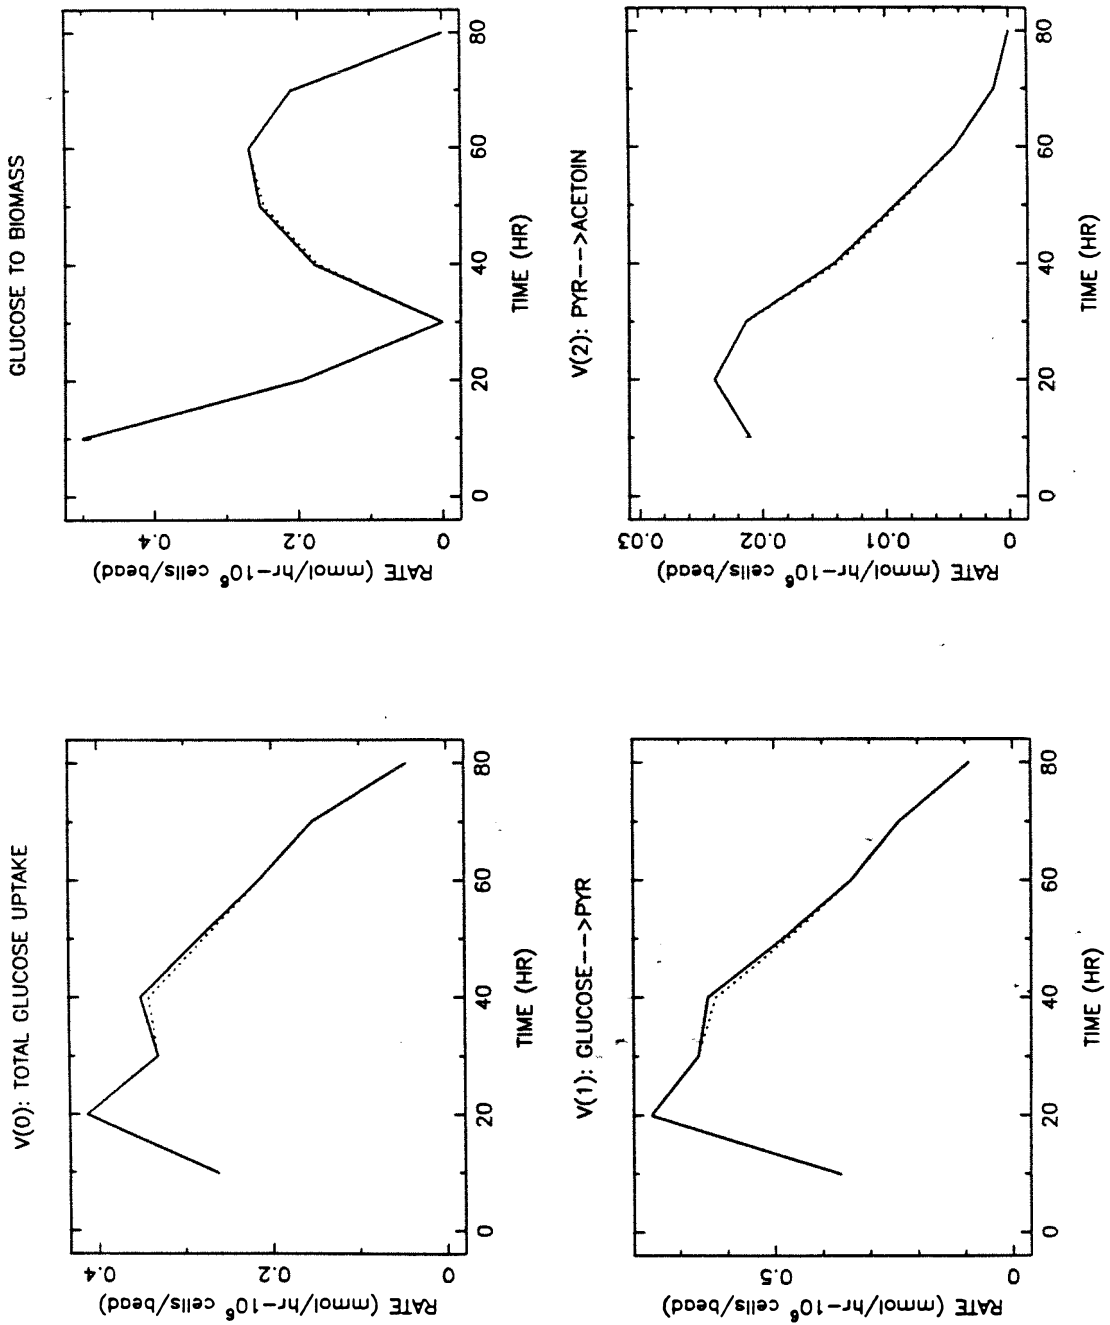 V(0): TOTAL GLUCOSE UPTAKE
RATE (mmol/hr-10⁶ cells/bead)
0.4
0.2
0
0 20 40 60 80
TIME (HR)
GLUCOSE TO BIOMASS
RATE (mmol/hr-10⁶ cells/bead)
0.4
0.2
0
0 20 40 60 80
TIME (HR)
V(1): GLUCOSE--->PYR
RATE (mmol/hr-10⁶ cells/bead)
0.5
0
0 20 40 60 80
TIME (HR)
V(2): PYR--->ACETOIN
RATE (mmol/hr-10⁶ cells/bead)
0.03
0.02
0.01
0
0 20 40 60 80
TIME (HR)